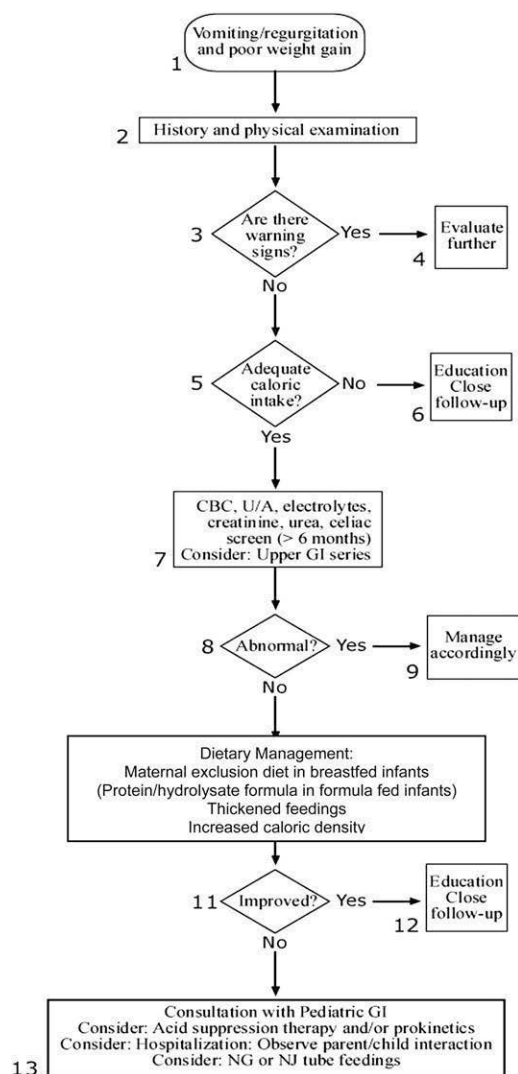 Vomiting/regurgitation
and poor weight gain
1
2
History and physical examination
3
Are there
warning
signs?
Yes
Evaluate
further
4
No
5
Adequate
caloric
intake?
No
Education
Close
follow-up
6
Yes
CBC, U/A, electrolytes,
creatinine, urea, celiac
screen (> 6 months)
Consider: Upper GI series
7
8
Abnormal?
Yes
Manage
accordingly
9
No
Dietary Management:
Maternal exclusion diet in breastfed infants
(Protein/hydrolysate formula in formula fed infants)
Thickened feedings
Increased caloric density
11
Improved?
Yes
Education
Close
follow-up
12
No
Consultation with Pediatric GI
Consider: Acid suppression therapy and/or prokinetics
Consider: Hospitalization: Observe parent/child interaction
Consider: NG or NJ tube feedings
13